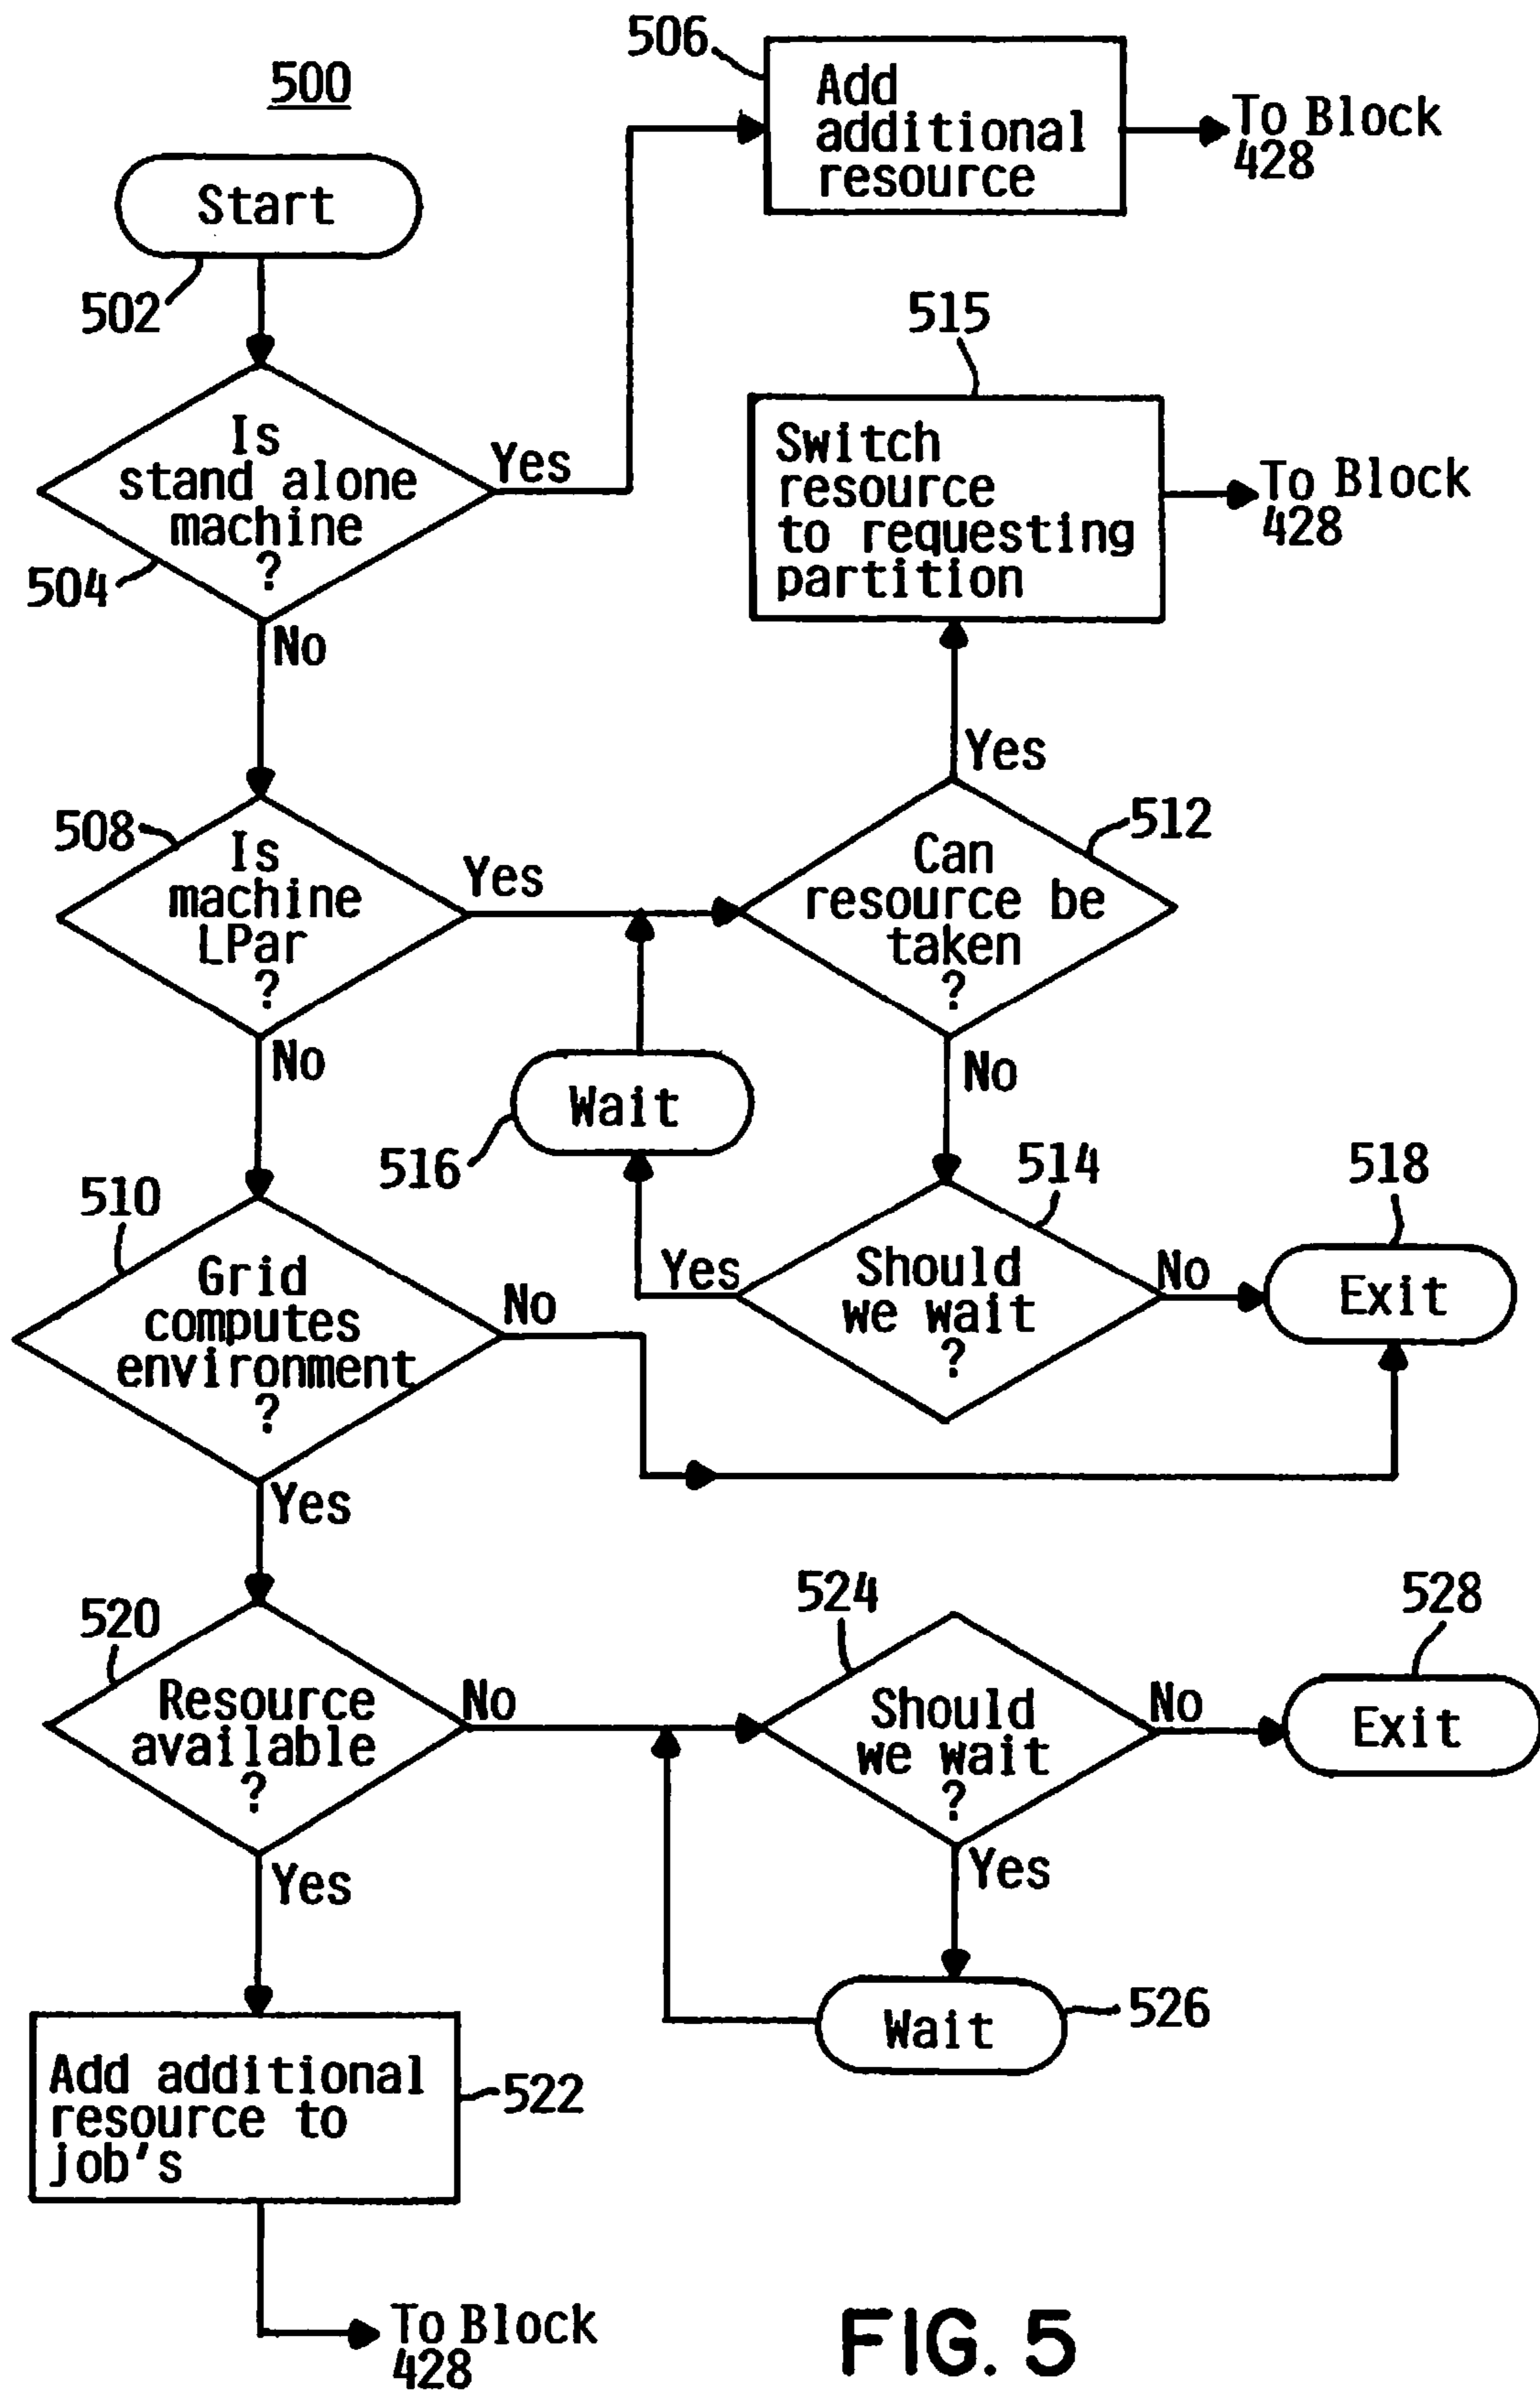 500
506
Add
additional
resource
To Block
428
Start
502
Is
stand alone
machine
?
Yes
504
No
515
Switch
resource
to requesting
partition
To Block
428
Yes
508
Is
machine
LPar
?
Yes
No
512
Can
resource be
taken
?
No
Wait
516
514
Should
we wait
?
Yes
No
518
Exit
510
Grid
computes
environment
?
No
Yes
520
Resource
available
?
No
Yes
524
Should
we wait
?
No
Yes
528
Exit
Wait
526
Add additional
resource to
job's
522
To Block
428
FIG. 5